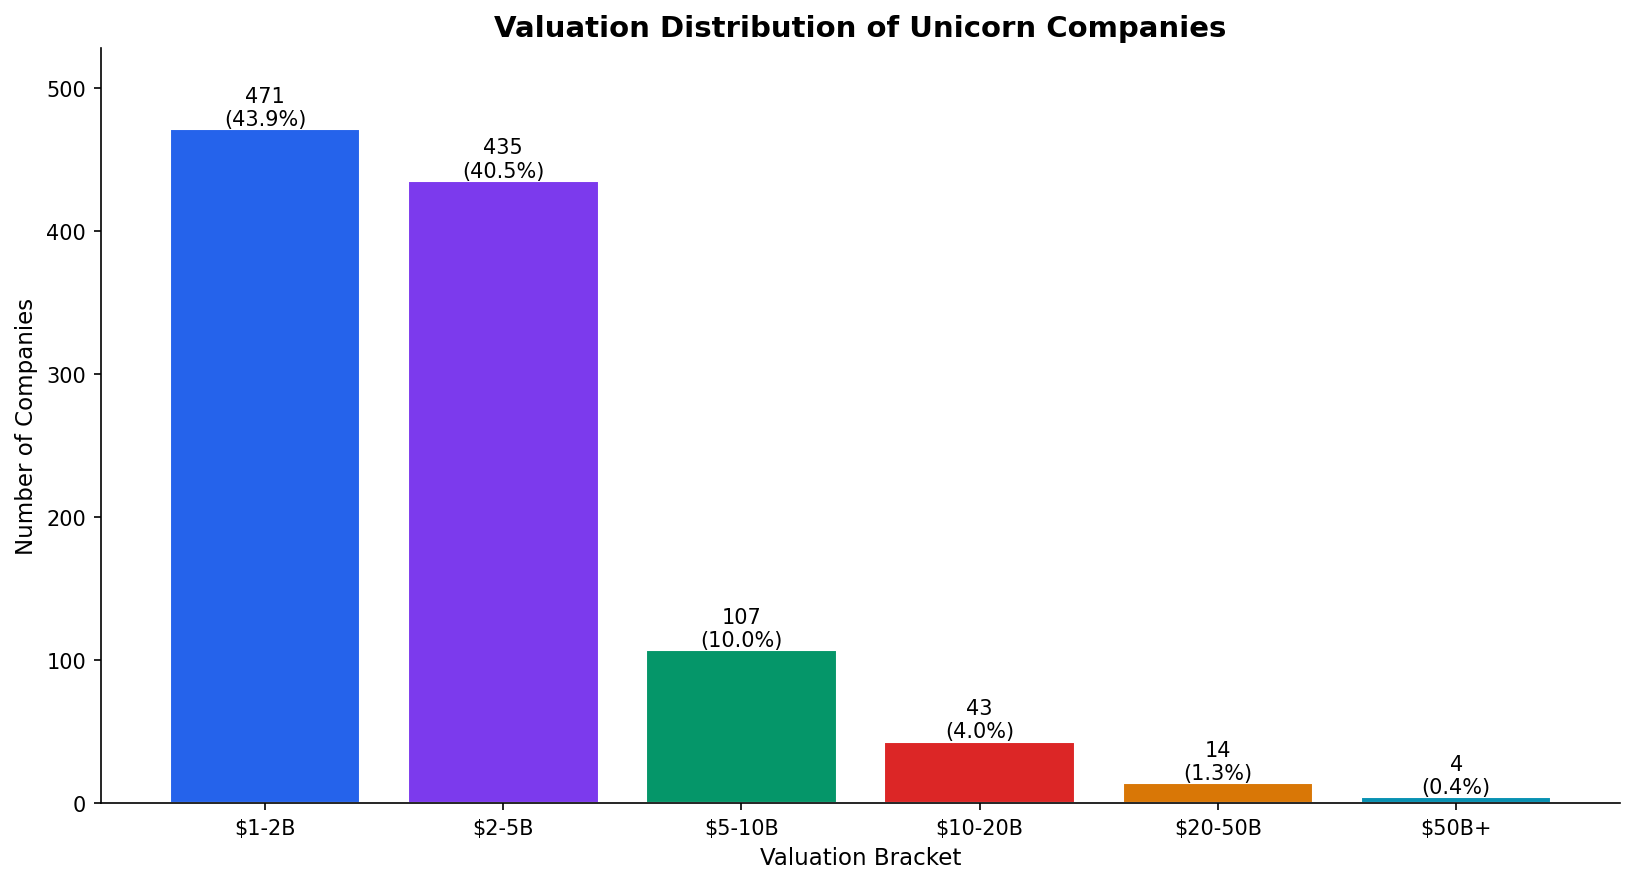 Valuation Distribution of Unicorn Companies
Number of Companies
500
400
300
200
100
0
471
(43.9%)
435
(40.5%)
107
(10.0%)
43
(4.0%)
14
(1.3%)
4
(0.4%)
$1-2B
$2-5B
$5-10B
$10-20B
$20-50B
$50B+
Valuation Bracket